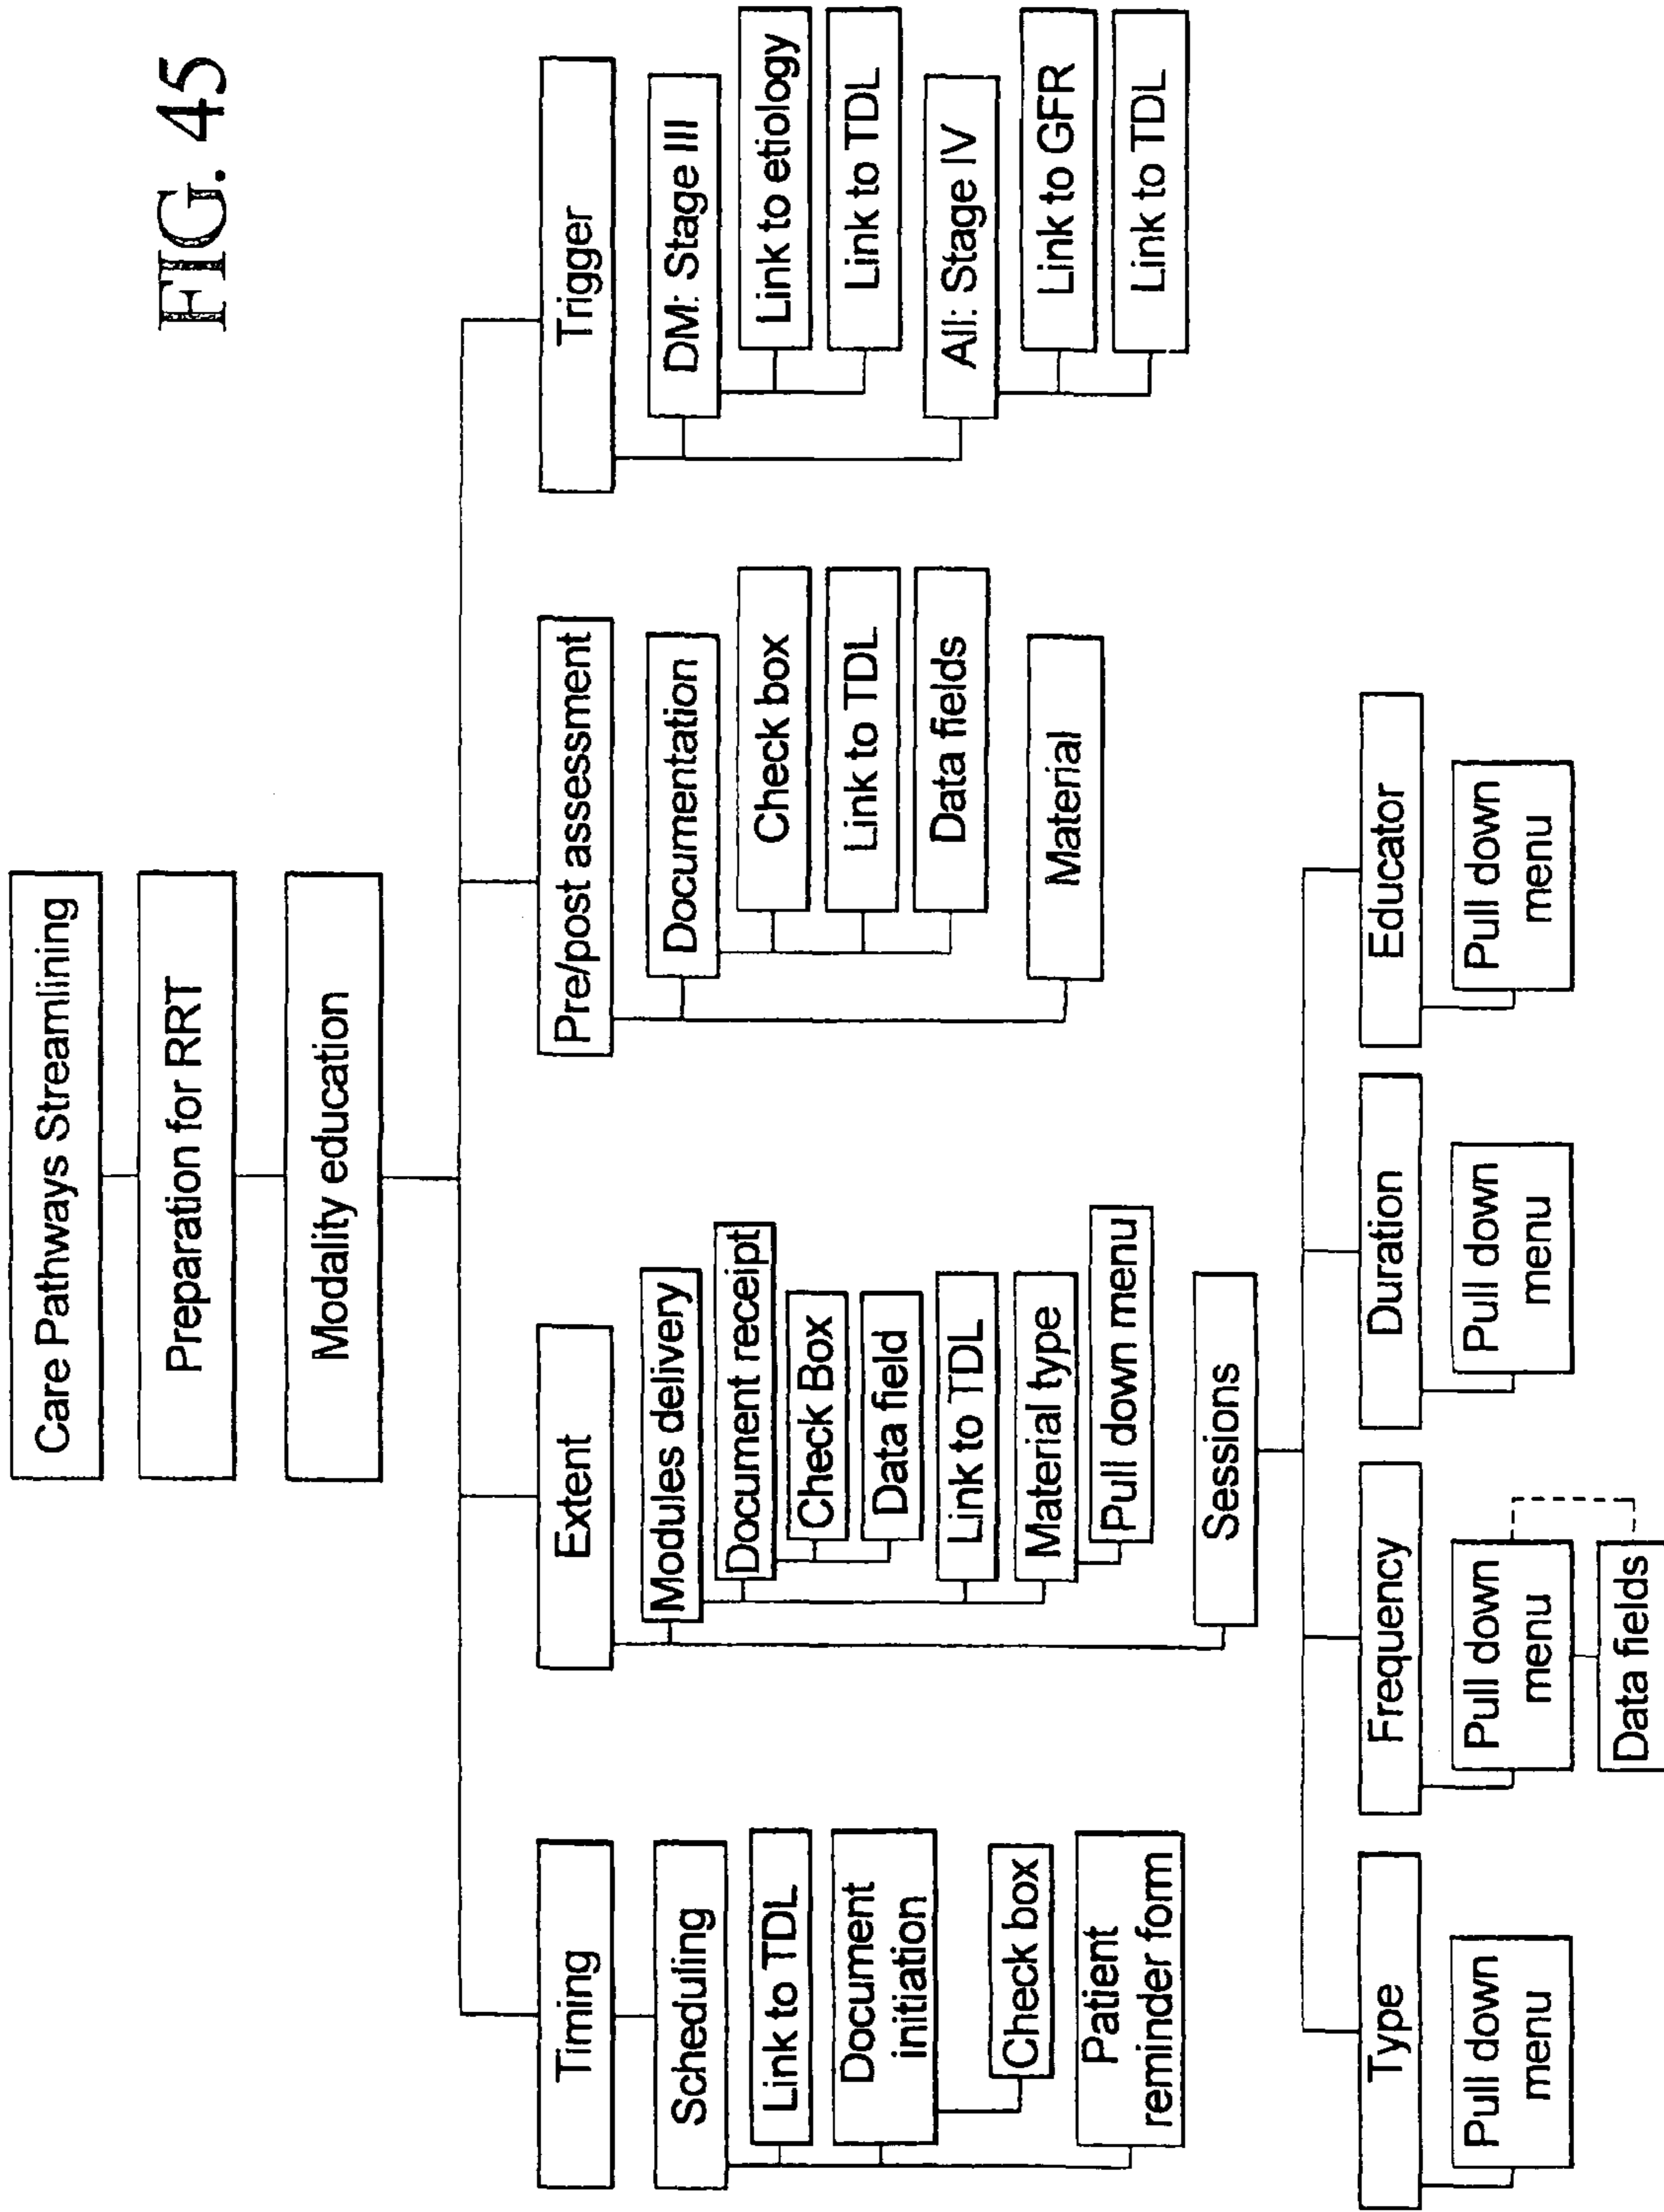 FIG. 45
Care Pathways Streamlining
Preparation for RRT
Modality education
Timing
Scheduling
Link to TDL
Document
initiation
Check box
Patient
reminder form
Extent
Modules delivery
Document receipt
Check Box
Data field
Link to TDL
Material type
Pull down menu
Sessions
Type
Pull down
menu
Frequency
Pull down
menu
Data fields
Duration
Pull down
menu
Educator
Pull down
menu
Pre/post assessment
Documentation
Check box
Link to TDL
Data fields
Material
Trigger
DM: Stage III
Link to etiology
Link to TDL
All: Stage IV
Link to GFR
Link to TDL